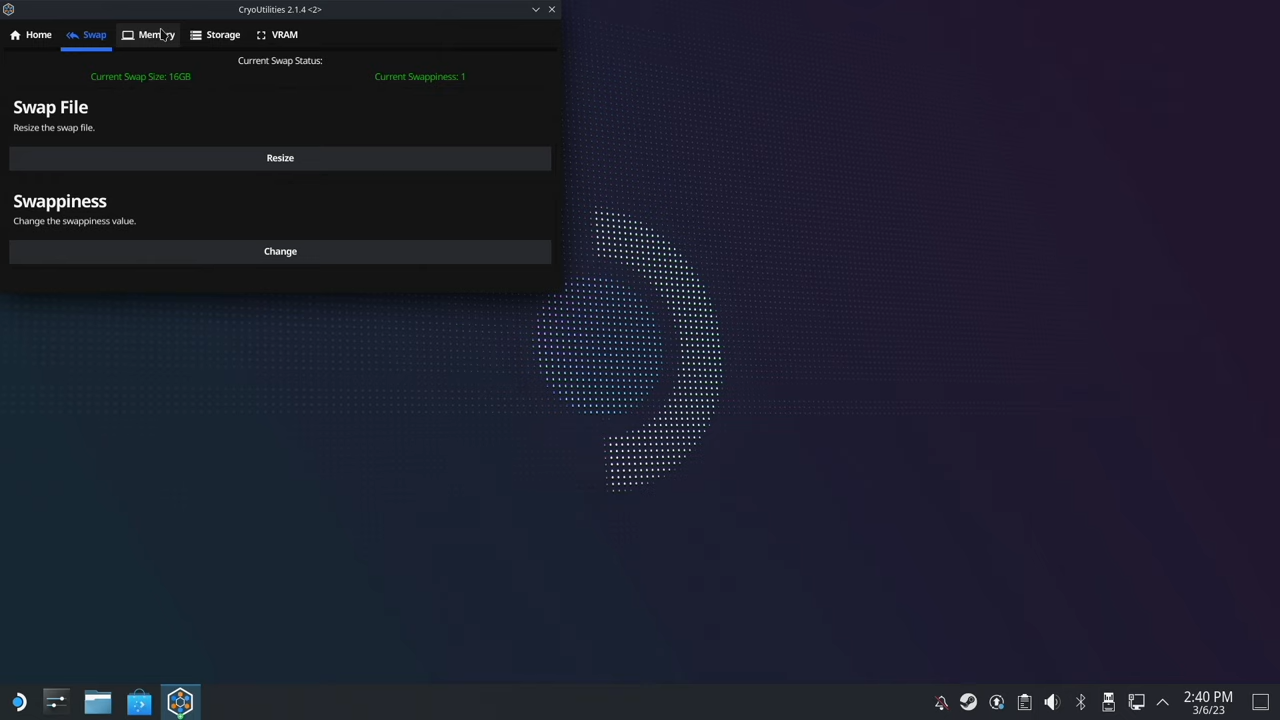 CryoUtilities 2.1.4 <2>
Home Swap Memory Storage VRAM
Current Swap Status:
Current Swap Size: 16GB Current Swappiness: 1
Swap File
Resize the swap file.
Resize
Swappiness
Change the swappiness value.
Change
2:40 PM
3/6/23